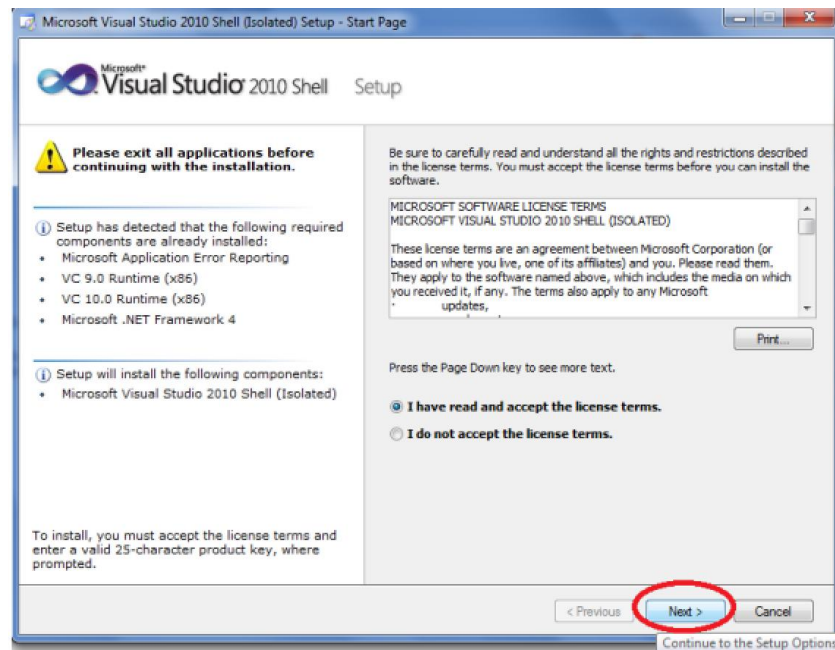 Microsoft Visual Studio 2010 Shell (Isolated) Setup - Start Page
Microsoft
Visual Studio 2010 Shell Setup
Please exit all applications before
continuing with the installation.
Setup has detected that the following required
components are already installed:
• Microsoft Application Error Reporting
• VC 9.0 Runtime (x86)
• VC 10.0 Runtime (x86)
• Microsoft .NET Framework 4
Setup will install the following components:
• Microsoft Visual Studio 2010 Shell (Isolated)
To install, you must accept the license terms and
enter a valid 25-character product key, where
prompted.
Be sure to carefully read and understand all the rights and restrictions described
in the license terms. You must accept the license terms before you can install the
software.
MICROSOFT SOFTWARE LICENSE TERMS
MICROSOFT VISUAL STUDIO 2010 SHELL (ISOLATED)
These license terms are an agreement between Microsoft Corporation (or
based on where you live, one of its affiliates) and you. Please read them.
They apply to the software named above, which includes the media on which
you received it, if any. The terms also apply to any Microsoft
· updates,
Print...
Press the Page Down key to see more text.
I have read and accept the license terms.
I do not accept the license terms.
< Previous
Next >
Cancel
Continue to the Setup Options